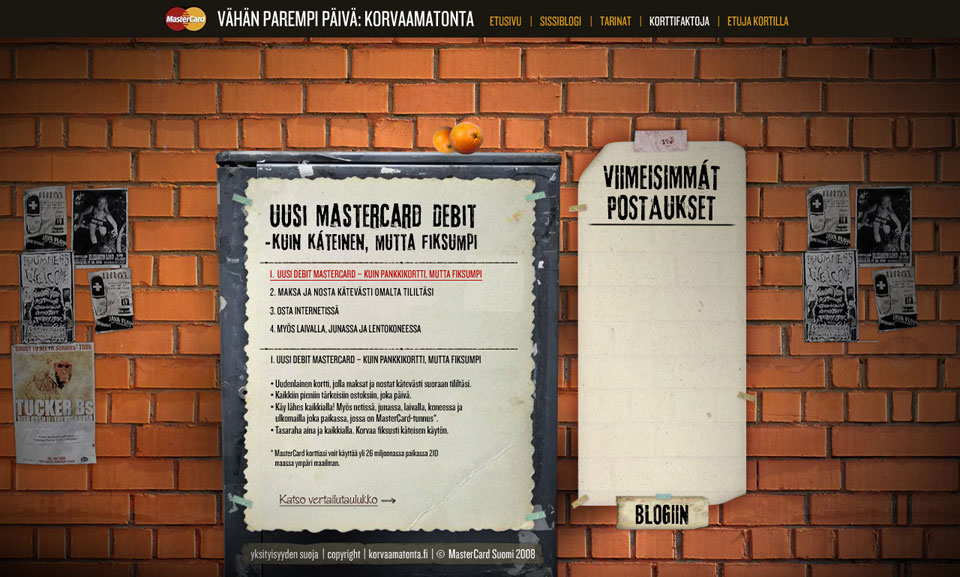 MasterCard
VÄHÄN PAREMPI PÄIVÄ: KORVAAMATONTA
ETUSIVU | SISSIBLOGI | TARINAT | KORTTIFAKTOJA | ETUJA KORTILLA
UUSI MASTERCARD DEBIT
-KUIN KÄTEINEN, MUTTA FIKSUMPI
1. UUSI DEBIT MASTERCARD – KUIN PANKKIKORTTI, MUTTA FIKSUMPI
2. MAKSA JA NOSTA KÄTEVÄSTI OMALTA TILILTÄSI
3. OSTA INTERNETISSÄ
4. MYÖS LAIVALLA, JUNASSA JA LENTOKONEESSA
1. UUSI DEBIT MASTERCARD – KUIN PANKKIKORTTI, MUTTA FIKSUMPI
• Uudenlainen kortti, jolla maksat ja nostat kätevästi suoraan tililtäsi.
• Kaikkiin pieniin tärkeisiin ostoksiin, joka päivä.
• Käy lähes kaikkialla! Myös netissä, junassa, laivalla, koneessa ja
ulkomailla joka paikassa, jossa on MasterCard-tunnus*.
• Tasaraha aina ja kaikkialla. Korvaa fiksusti käteisen käytön.
* MasterCard korttiasi voit käyttää yli 26 miljoonassa paikassa 210
maassa ympäri maailman.
Katso vertailutaulukko →
VIIMEISIMMÁT
POSTAUKSET
BLOGIIN
TUCKER BS
yksityisyyden suoja | copyright | korvaamatonta.fi | © MasterCard Suomi 2008